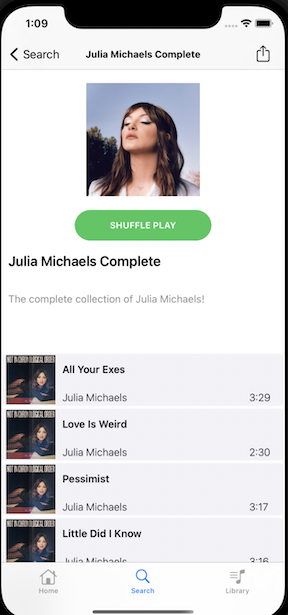 1:09
Search
Julia Michaels Complete
SHUFFLE PLAY
Julia Michaels Complete
The complete collection of Julia Michaels!
NOT IN CHRONOLOGICAL ORDER
All Your Exes
Julia Michaels
3:29
NOT IN CHRONOLOGICAL ORDER
Love Is Weird
Julia Michaels
2:30
NOT IN CHRONOLOGICAL ORDER
Pessimist
Julia Michaels
3:17
NOT IN CHRONOLOGICAL ORDER
Little Did I Know
Julia Michaels
3:16
Home
Search
Library